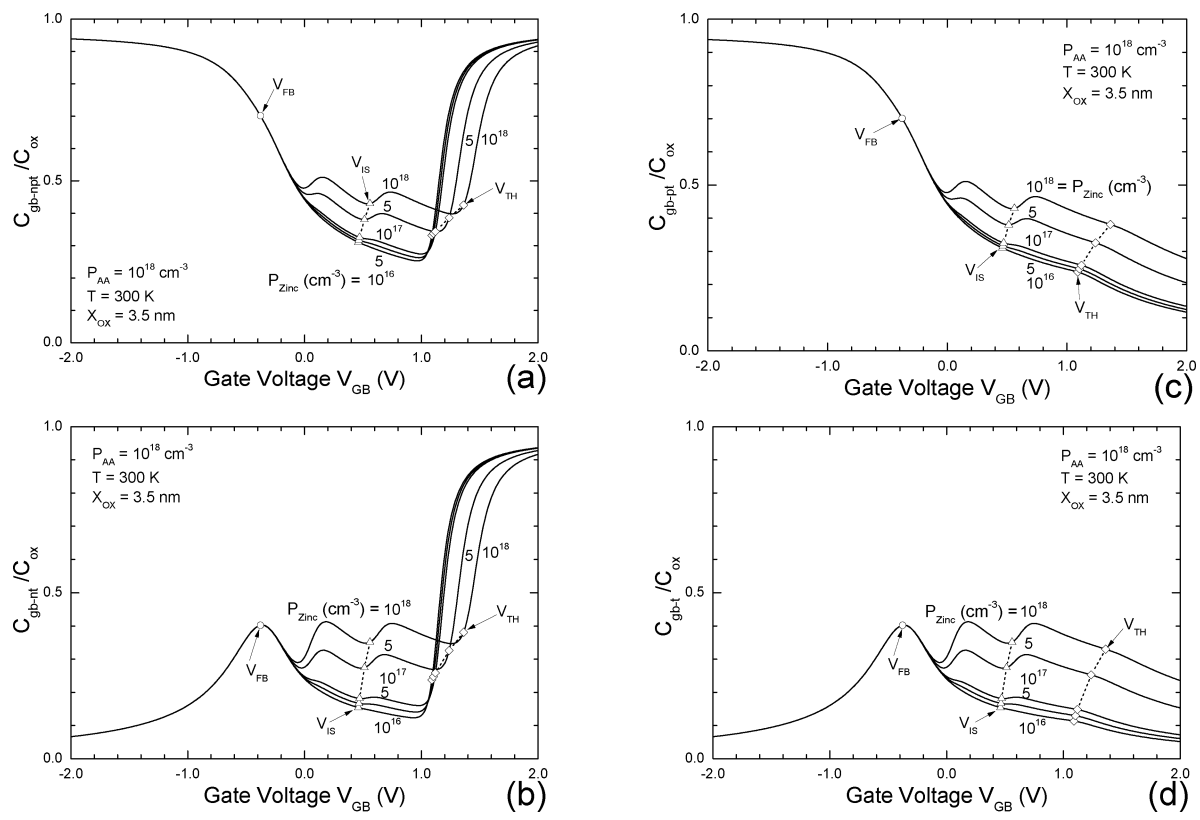 1.0
0.5
0.0
C_gb-npt /C_ox
V_FB
V_IS
10^18
5 10^18
V_TH
5
10^17
5
P_Zinc (cm^-3) = 10^16
P_AA = 10^18 cm^-3
T = 300 K
X_OX = 3.5 nm
-2.0 -1.0 0.0 1.0 2.0
Gate Voltage V_GB (V) (a)
1.0
0.5
0.0
C_gb-pt /C_ox
P_AA = 10^18 cm^-3
T = 300 K
X_OX = 3.5 nm
V_FB
10^18 = P_Zinc (cm^-3)
5
10^17
5
10^16
V_IS
V_TH
-2.0 -1.0 0.0 1.0 2.0
Gate Voltage V_GB (V) (c)
1.0
0.5
0.0
C_gb-nt /C_ox
P_AA = 10^18 cm^-3
T = 300 K
X_OX = 3.5 nm
5 10^18
P_Zinc (cm^-3) = 10^18
V_TH
5
V_FB
10^17
5
V_IS
10^16
-2.0 -1.0 0.0 1.0 2.0
Gate Voltage V_GB (V) (b)
1.0
0.5
0.0
C_gb-t /C_ox
P_AA = 10^18 cm^-3
T = 300 K
X_OX = 3.5 nm
P_Zinc (cm^-3) = 10^18
V_TH
5
V_FB
10^17
5
V_IS
10^16
-2.0 -1.0 0.0 1.0 2.0
Gate Voltage V_GB (V) (d)